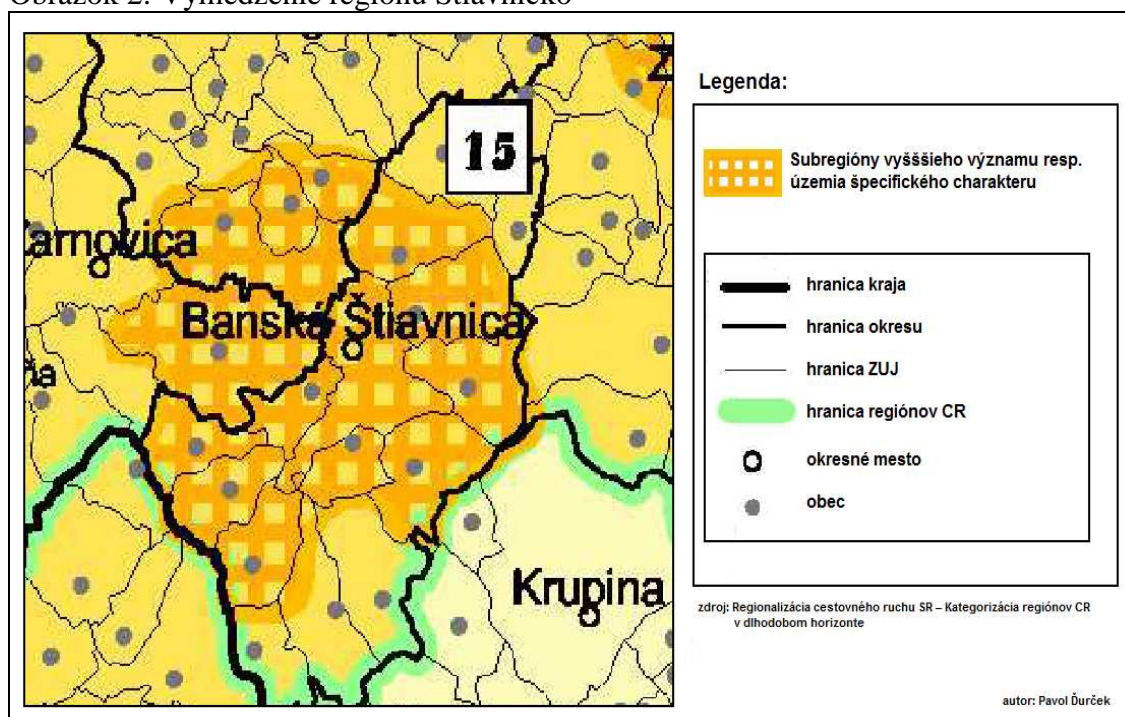 Obrázok 2: Vyhliedzenie regiónu Štiavnicko
Z
15
arnovica
Banská Štiavnica
ňa
Krupina
Legenda:
Subregióny vyšššieho významu resp.
územia špecifického charakteru
hranica kraja
hranica okresu
hranica ZUJ
hranica regiónov CR
okresné mesto
obec
zdroj: Regionalizácia cestovného ruchu SR – Kategorizácia regiónov CR
v dlhodobom horizonte
autor: Pavol Ďurček